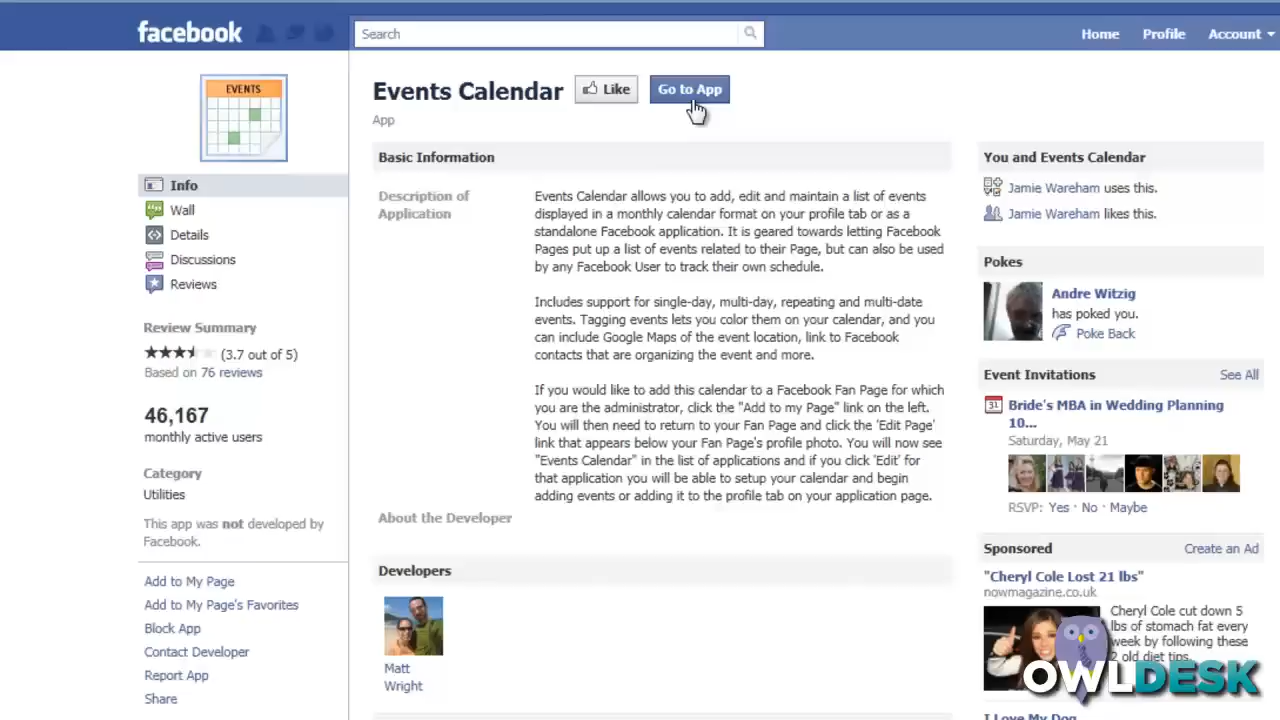 facebook
Search
Home
Profile
Account
EVENTS
Events Calendar
Like
Go to App
App
Info
Wall
Details
Discussions
Reviews
Review Summary
(3.7 out of 5)
Based on 76 reviews
46,167
monthly active users
Category
Utilities
This app was not developed by
Facebook.
Add to My Page
Add to My Page's Favorites
Block App
Contact Developer
Report App
Share
Basic Information
Description of
Application
Events Calendar allows you to add, edit and maintain a list of events
displayed in a monthly calendar format on your profile tab or as a
standalone Facebook application. It is geared towards letting Facebook
Pages put up a list of events related to their Page, but can also be used
by any Facebook User to track their own schedule.
Includes support for single-day, multi-day, repeating and multi-date
events. Tagging events lets you color them on your calendar, and you
can include Google Maps of the event location, link to Facebook
contacts that are organizing the event and more.
If you would like to add this calendar to a Facebook Fan Page for which
you are the administrator, click the "Add to my Page" link on the left.
You will then need to return to your Fan Page and click the 'Edit Page'
link that appears below your Fan Page's profile photo. You will now see
"Events Calendar" in the list of applications and if you click 'Edit' for
that application you will be able to setup your calendar and begin
adding events or adding it to the profile tab on your application page.
About the Developer
Developers
Matt
Wright
You and Events Calendar
Jamie Wareham uses this.
Jamie Wareham likes this.
Pokes
Andre Witzig
has poked you.
Poke Back
Event Invitations
See All
31
Bride's MBA in Wedding Planning
10...
Saturday, May 21
RSVP: Yes · No · Maybe
Sponsored
Create an Ad
"Cheryl Cole Lost 21 lbs"
nowmagazine.co.uk
Cheryl Cole cut down 5
lbs of stomach fat every
week by following these
2 old diet tips.
OWLDESK
I Love My Dog